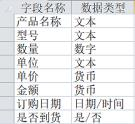 字段名称 数据类型
产品名称 文本
型号 文本
数量 数字
单位 文本
单价 货币
金额 货币
订购日期 日期/时间
是否到货 是/否